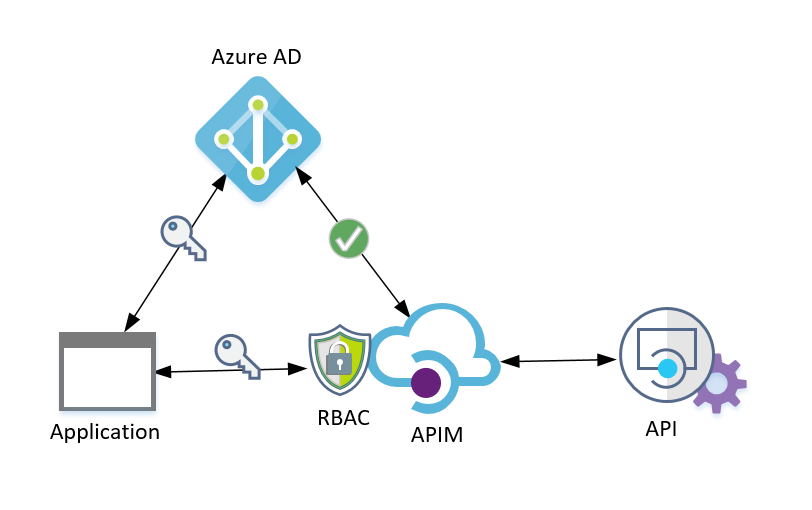 Azure AD
Application
RBAC
APIM
API